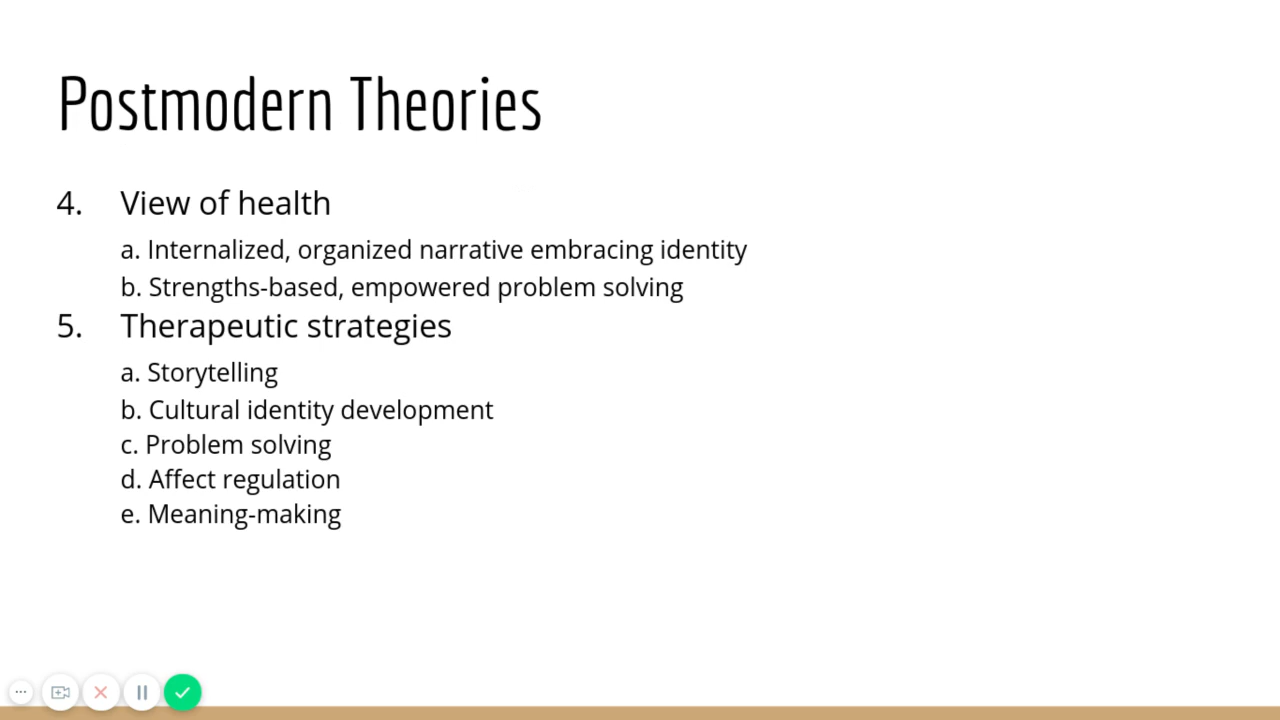 Postmodern Theories
4. View of health
a. Internalized, organized narrative embracing identity
b. Strengths-based, empowered problem solving
5. Therapeutic strategies
a. Storytelling
b. Cultural identity development
c. Problem solving
d. Affect regulation
e. Meaning-making